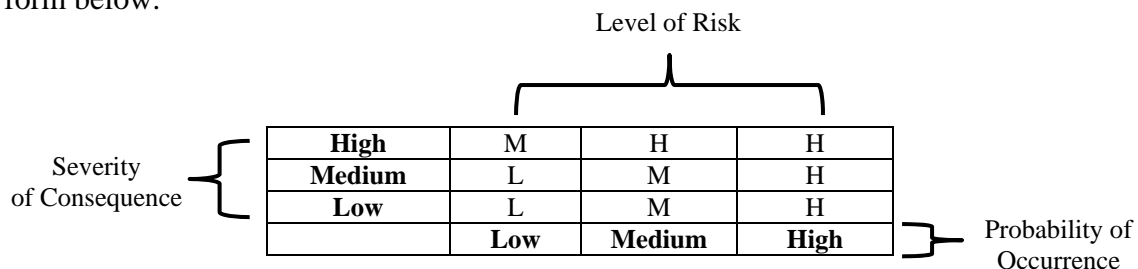 form below.
Level of Risk
High M H H
Severity
of Consequence
Medium L M H
Low L M H
Low Medium High
Probability of
Occurrence